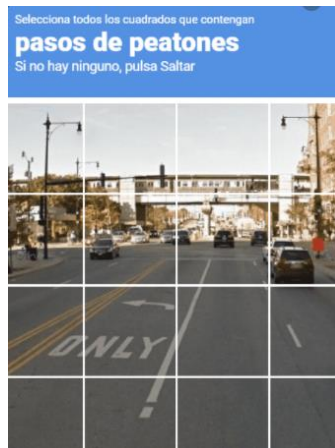 Selecciona todos los cuadrados que contengan
pasos de peatones
Si no hay ninguno, pulsa Saltar
ONLY